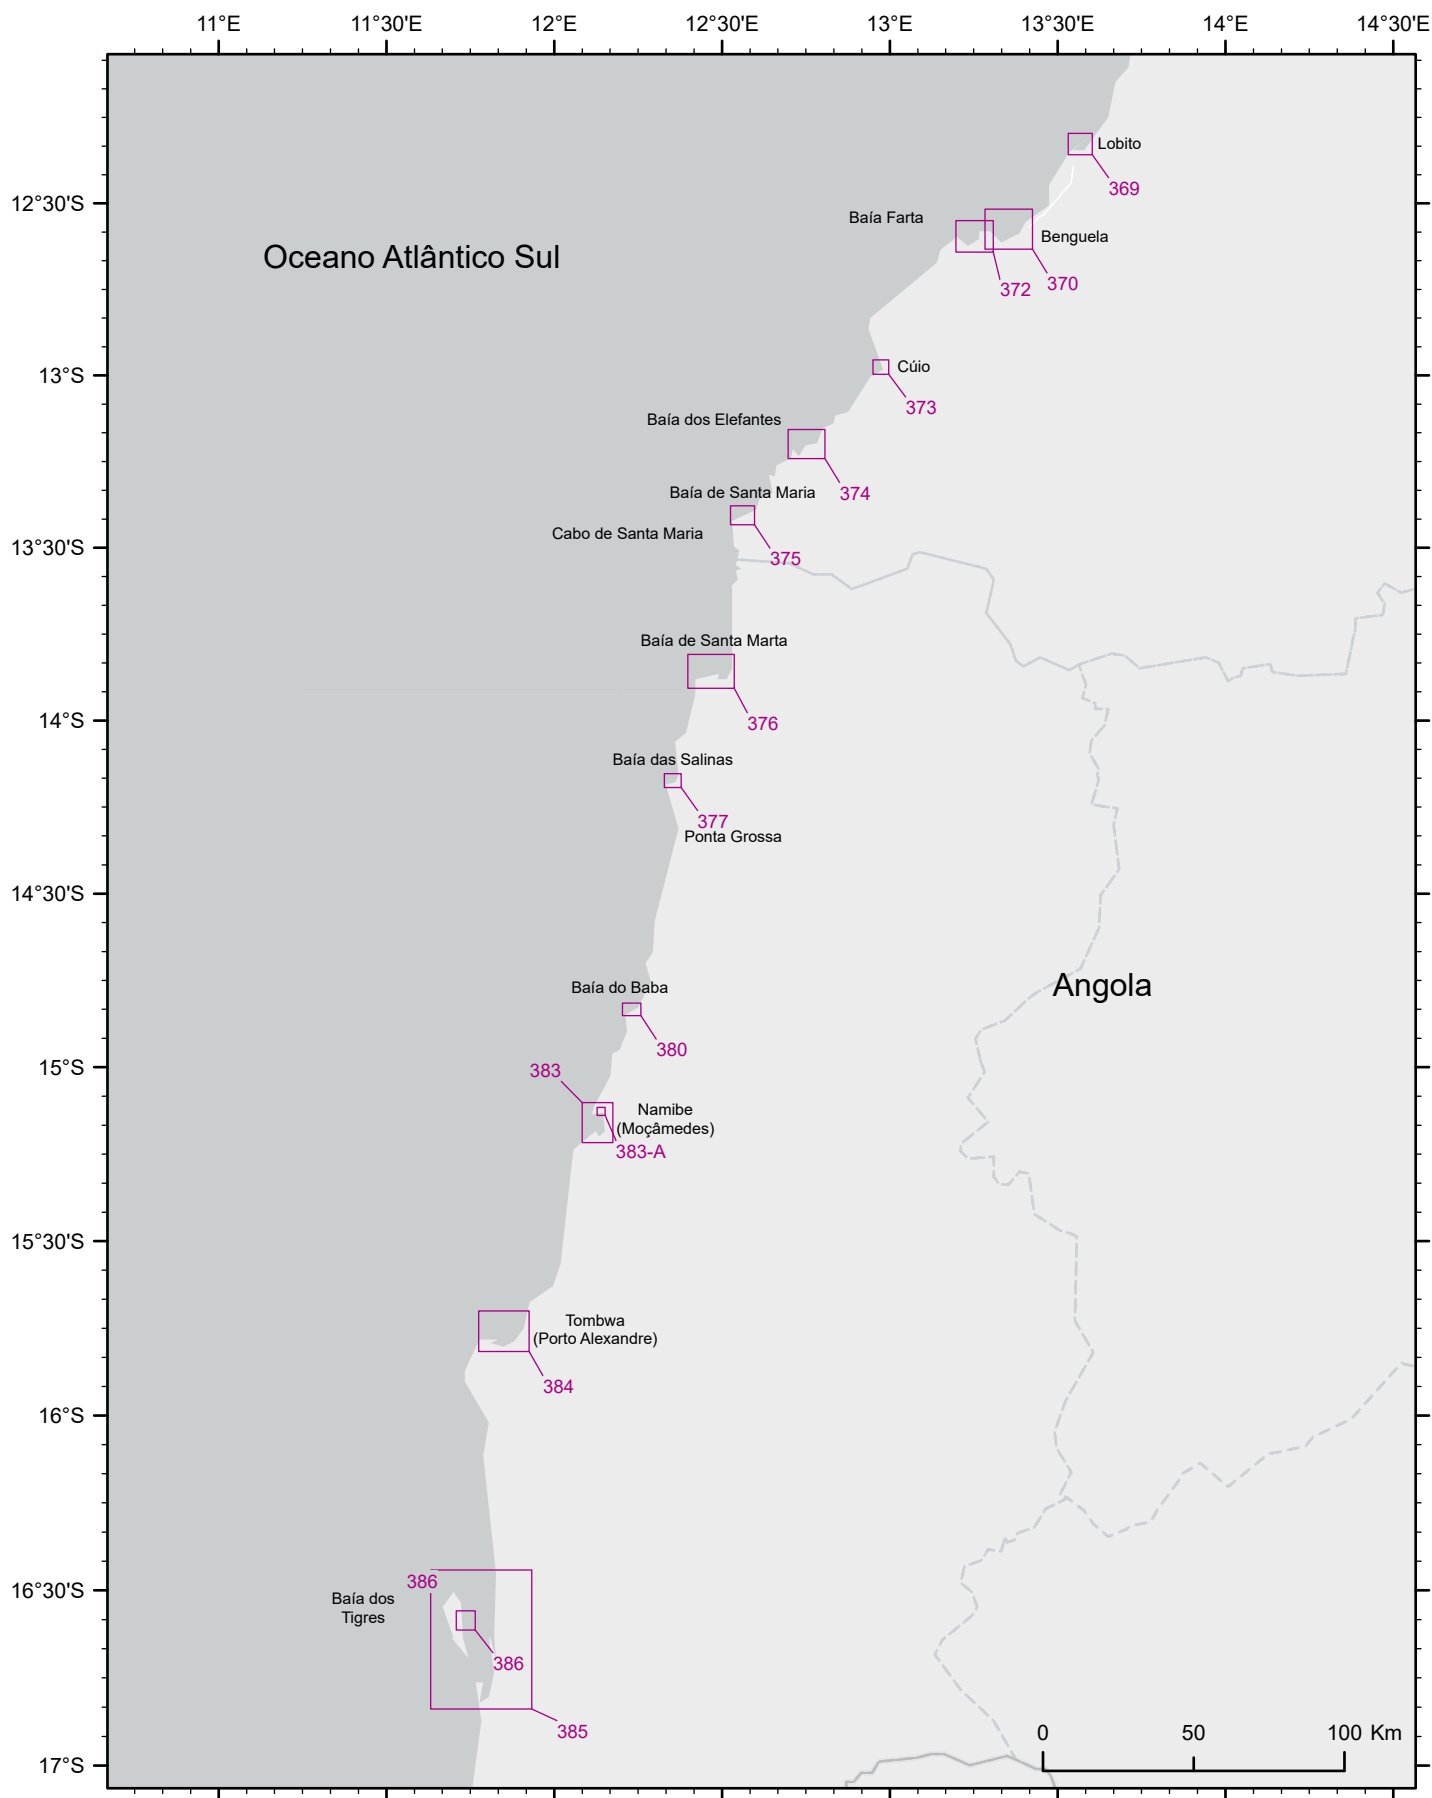 11°E
11°30'E
12°E
12°30'E
13°E
13°30'E
14°E
14°30'E
Lobito
369
12°30'S
Baía Farta
Benguela
Oceano Atlântico Sul
372
370
13°S
Cúio
373
Baía dos Elefantes
374
Baía de Santa Maria
Cabo de Santa Maria
13°30'S
375
Baía de Santa Marta
14°S
376
Baía das Salinas
377
Ponta Grossa
14°30'S
Angola
Baía do Baba
380
15°S
383
Namibe
(Moçâmedes)
383-A
15°30'S
Tombwa
(Porto Alexandre)
384
16°S
386
16°30'S
Baía dos
Tigres
386
385
0
50
100 Km
17°S